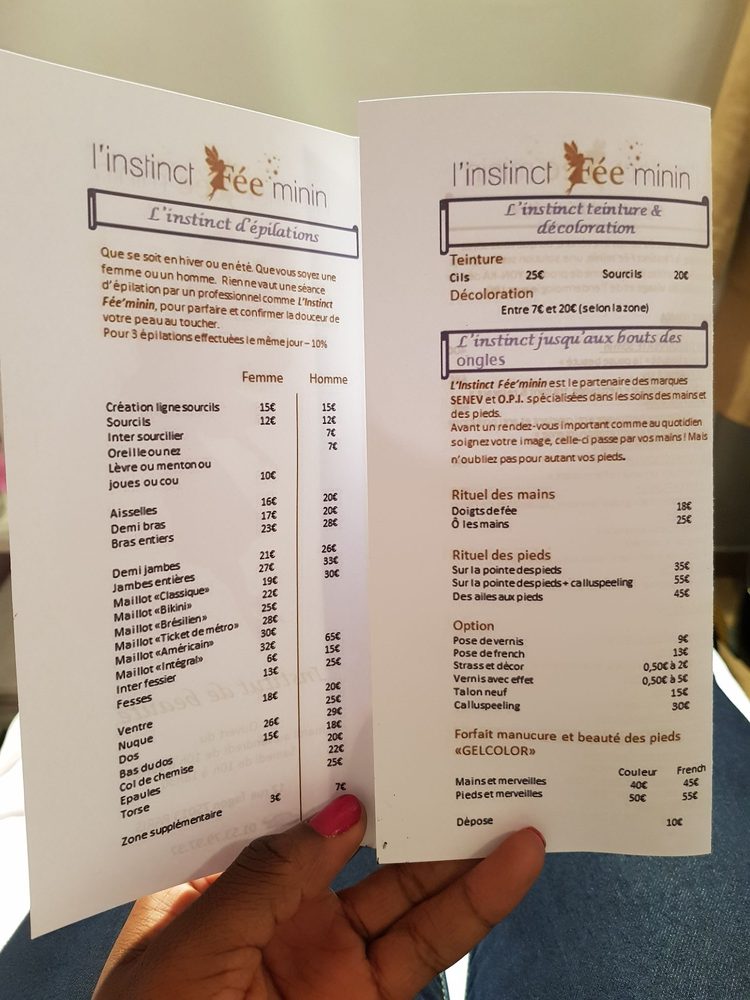 l'instinct Fée'minin
L'instinct d'épilations
Que se soit en hiver ou en été. Que vous soyez une
femme ou un homme. Rien ne vaut une séance
d'épilation par un professionnel comme L'Instinct
Fée'minin, pour parfaire et confirmer la douceur de
votre peau au toucher.
Pour 3 épilations effectuées le même jour – 10%
Femme Homme
Création ligne sourcils 15€ 15€
Sourcils 12€ 12€
Inter sourcilier 7€
Oreille ou nez 7€
Lèvre ou menton ou
joues ou cou 10€
Aisselles 16€ 20€
Demi bras 17€ 20€
Bras entiers 23€ 28€
Demi jambes 21€ 26€
Jambes entières 27€ 33€
Maillot «Classique» 19€ 30€
Maillot «Bikini» 22€
Maillot «Brésilien» 25€
Maillot «Ticket de métro» 28€
Maillot «Américain» 30€
Maillot «Intégral» 32€ 65€
Inter fessier 6€ 15€
Fesses 13€ 25€
Ventre 18€ 20€
Nuque 25€
Dos 26€ 29€
Bas du dos 15€ 18€
Col de chemise 20€
Epaules 22€
Torse 25€
Zone supplémentaire 3€ 7€
l'instinct Fée'minin
L'instinct teinture &
décoloration
Teinture
Cils 25€ Sourcils 20€
Décoloration
Entre 7€ et 20€ (selon la zone)
L'instinct jusqu'aux bouts des
ongles
L'Instinct Fée'minin est le partenaire des marques
SENEV et O.P.I. spécialisées dans les soins des mains et
des pieds.
Avant un rendez-vous important comme au quotidien
soignez votre image, celle-ci passe par vos mains ! Mais
n'oubliez pas pour autant vos pieds.
Rituel des mains
Doigts de fée 18€
Ô les mains 25€
Rituel des pieds
Sur la pointe des pieds 35€
Sur la pointe des pieds + calluspeeling 55€
Des ailes aux pieds 45€
Option
Pose de vernis 9€
Pose de french 13€
Strass et décor 0,50€ à 2€
Vernis avec effet 0,50€ à 5€
Talon neuf 15€
Calluspeeling 30€
Forfait manucure et beauté des pieds
«GELCOLOR»
Couleur French
Mains et merveilles 40€ 45€
Pieds et merveilles 50€ 55€
Dépose 10€